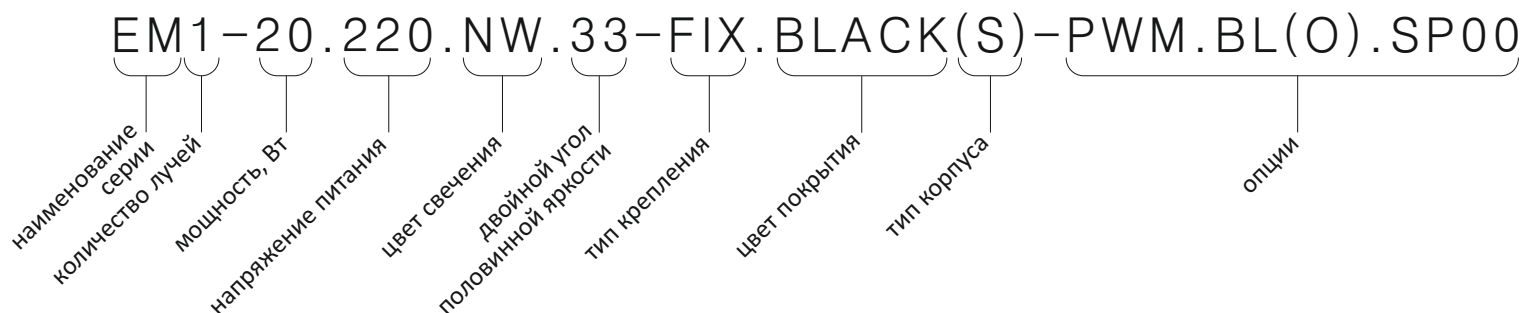 EM1-20.220.NW.33-FIX.BLACK(S)-PWM.BL(O).SP00
наименование
серии
количество лучей
мощность, Вт
напряжение питания
цвет свечения
двойной угол
половинной яркости
тип крепления
цвет покрытия
тип корпуса
опции